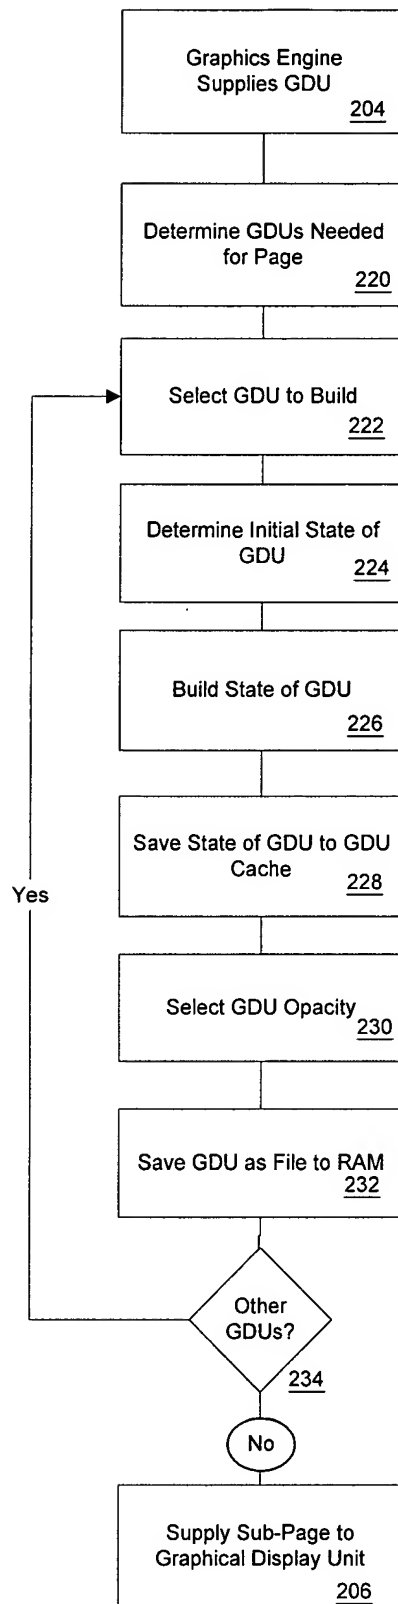 Graphics Engine
Supplies GDU
204
Determine GDUs Needed
for Page
220
Select GDU to Build
222
Determine Initial State of
GDU
224
Build State of GDU
226
Save State of GDU to GDU
Cache
228
Yes
Select GDU Opacity
230
Save GDU as File to RAM
232
Other
GDUs?
234
No
Supply Sub-Page to
Graphical Display Unit
206